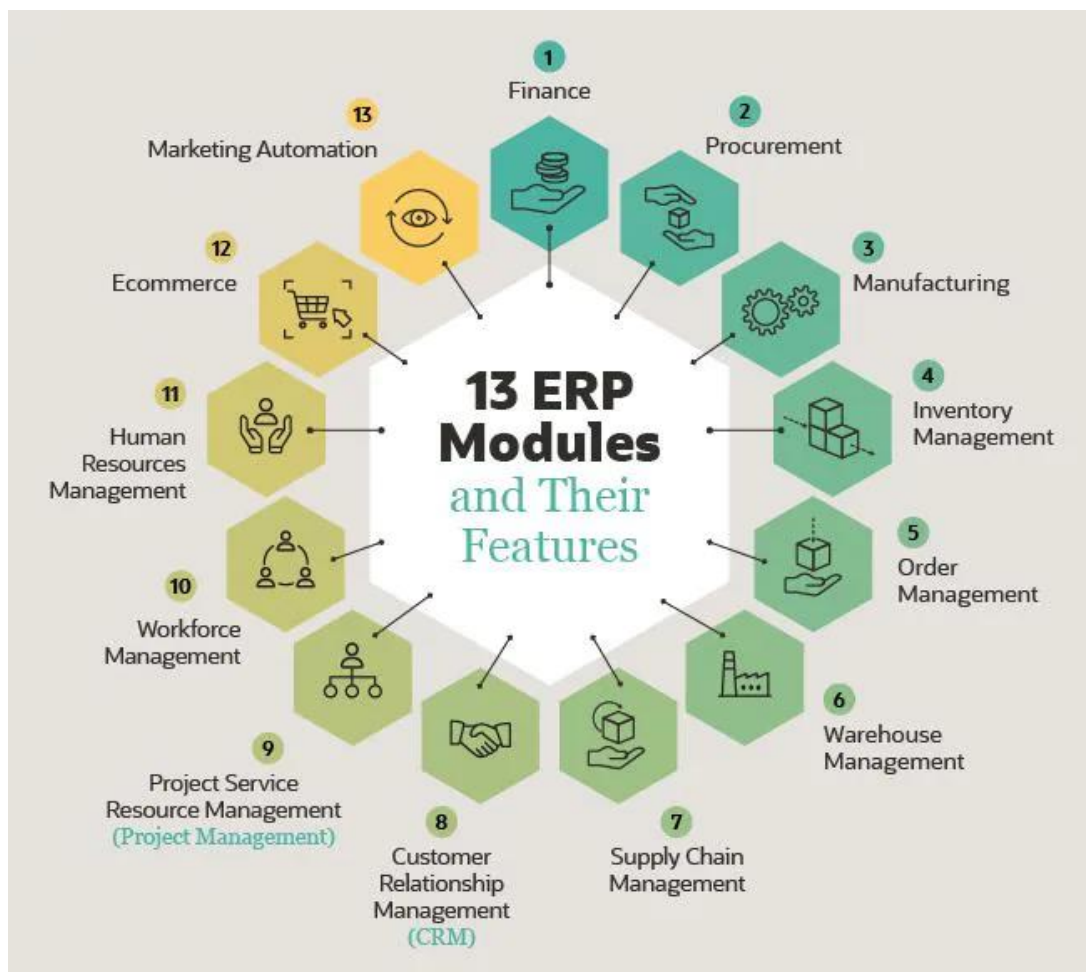 13 ERP
Modules
and Their
Features
1
Finance
2
Procurement
3
Manufacturing
4
Inventory
Management
5
Order
Management
6
Warehouse
Management
7
Supply Chain
Management
8
Customer
Relationship
Management
(CRM)
9
Project Service
Resource Management
(Project Management)
10
Workforce
Management
11
Human
Resources
Management
12
Ecommerce
13
Marketing Automation